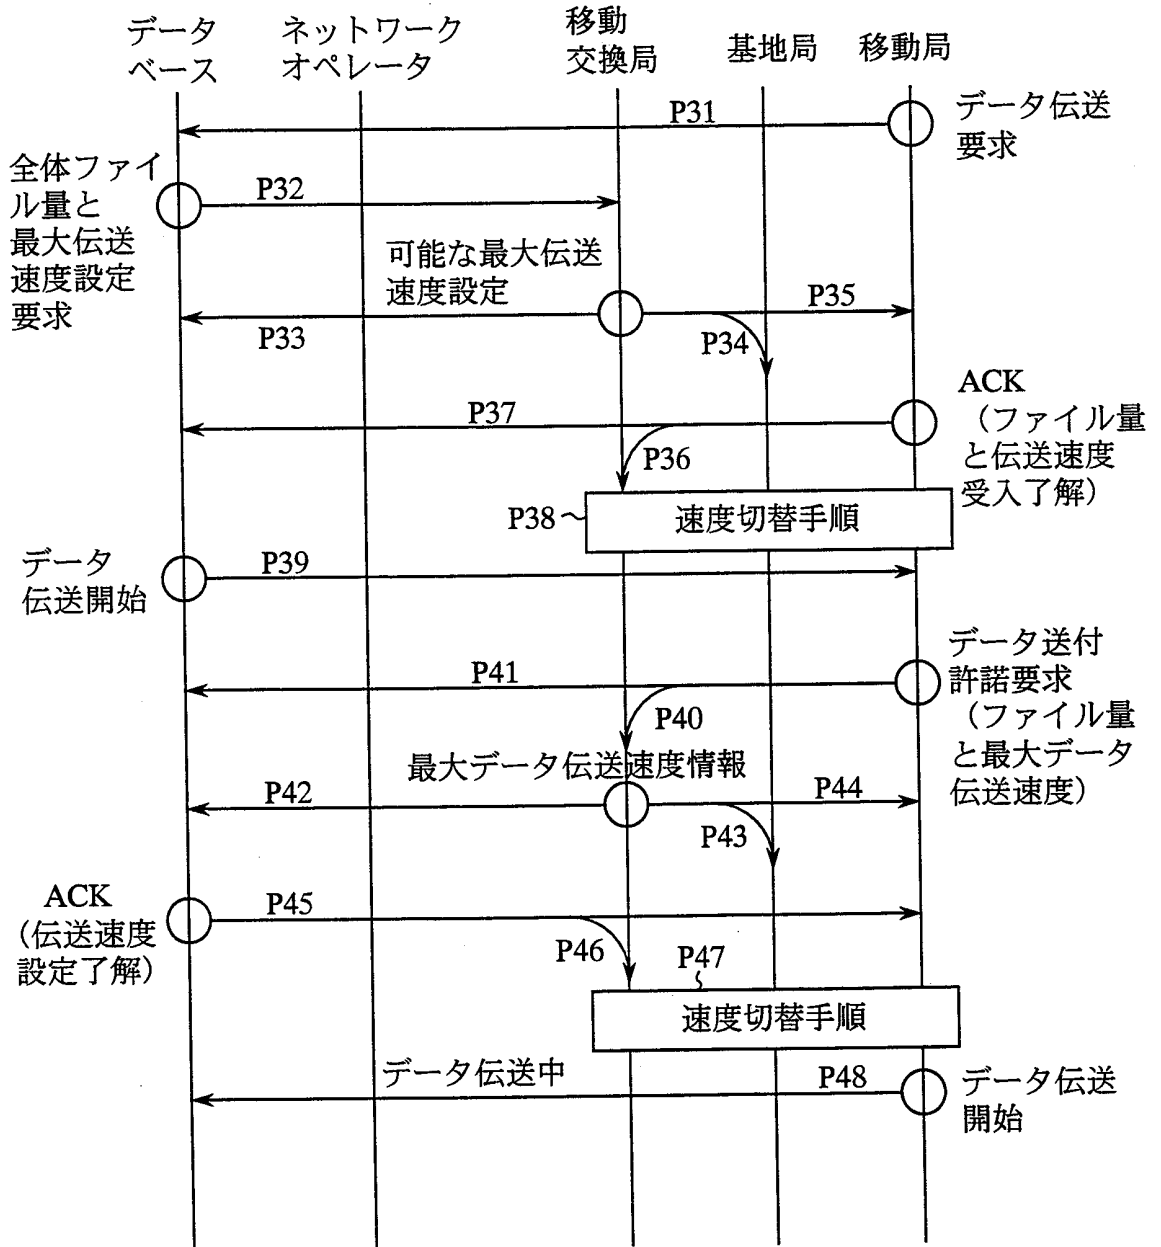 データ
ベース
ネットワーク
オペレータ
移動
交換局
基地局
移動局
P31
データ伝送
要求
全体ファイ
ル量と
最大伝送
速度設定
要求
P32
可能な最大伝送
速度設定
P33
P34
P35
ACK
（ファイル量
と伝送速度
受入了解）
P37
P36
P38
速度切替手順
データ
伝送開始
P39
データ送付
許諾要求
（ファイル量
と最大データ
伝送速度）
P41
P40
最大データ伝送速度情報
P42
P44
P43
ACK
（伝送速度
設定了解）
P45
P46
P47
速度切替手順
データ伝送中
P48
データ伝送
開始